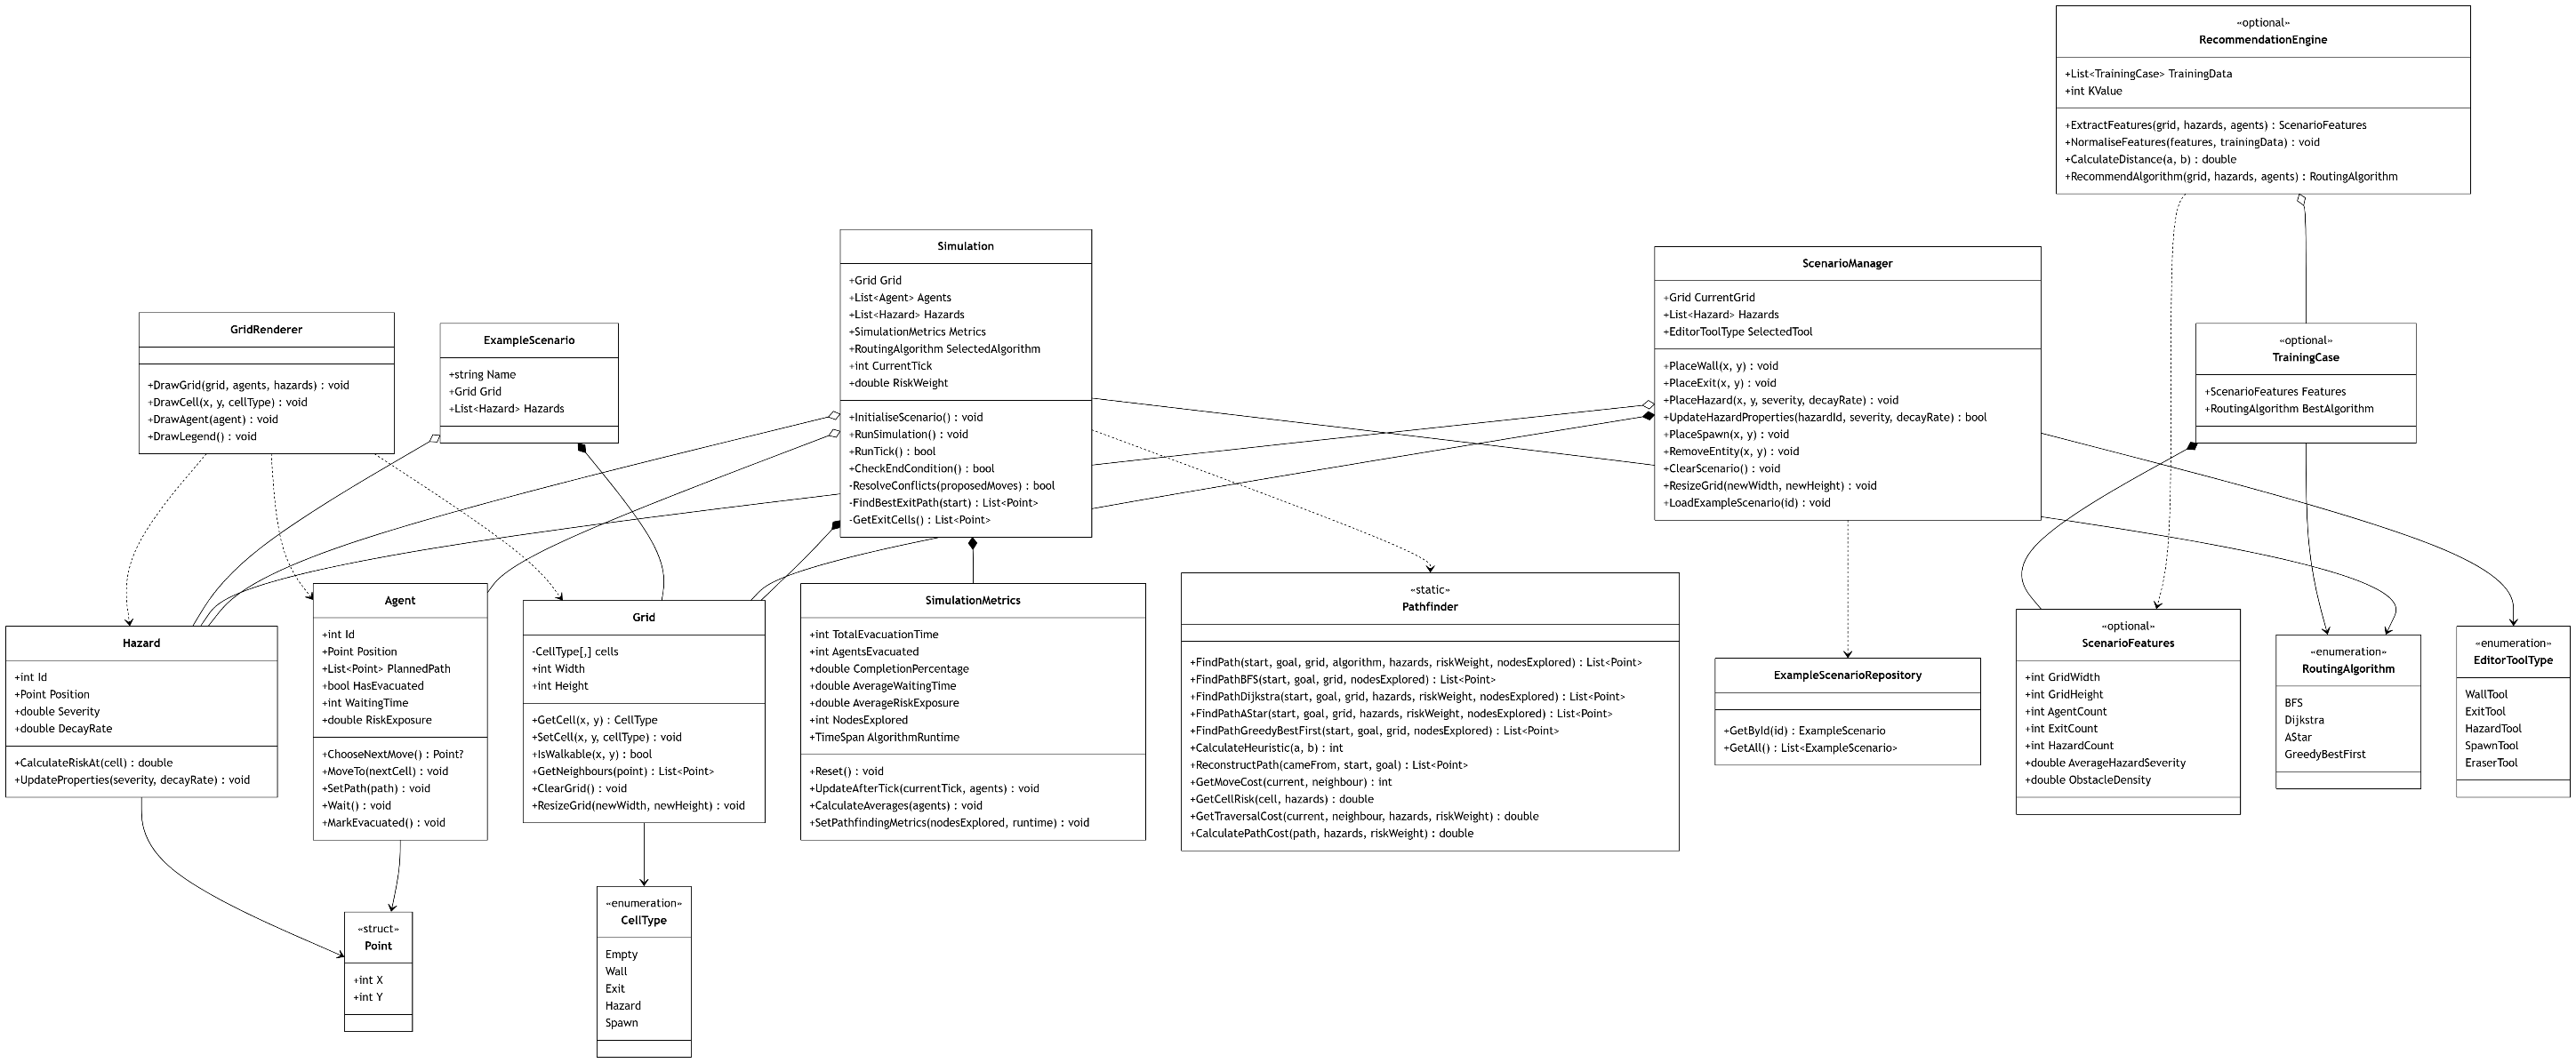 «optional»
RecommendationEngine
+List<TrainingCase> TrainingData
+int KValue
+ExtractFeatures(grid, hazards, agents) : ScenarioFeatures
+NormaliseFeatures(features, trainingData) : void
+CalculateDistance(a, b) : double
+RecommendAlgorithm(grid, hazards, agents) : RoutingAlgorithm
Simulation
+Grid Grid
+List<Agent> Agents
+List<Hazard> Hazards
+SimulationMetrics Metrics
+RoutingAlgorithm SelectedAlgorithm
+int CurrentTick
+double RiskWeight
+InitialiseScenario() : void
+RunSimulation() : void
+RunTick() : bool
+CheckEndCondition() : bool
-ResolveConflicts(proposedMoves) : bool
-FindBestExitPath(start) : List<Point>
-GetExitCells() : List<Point>
ScenarioManager
+Grid CurrentGrid
+List<Hazard> Hazards
+EditorToolType SelectedTool
+PlaceWall(x, y) : void
+PlaceExit(x, y) : void
+PlaceHazard(x, y, severity, decayRate) : void
+UpdateHazardProperties(hazardId, severity, decayRate) : bool
+PlaceSpawn(x, y) : void
+RemoveEntity(x, y) : void
+ClearScenario() : void
+ResizeGrid(newWidth, newHeight) : void
+LoadExampleScenario(id) : void
GridRenderer
+DrawGrid(grid, agents, hazards) : void
+DrawCell(x, y, cellType) : void
+DrawAgent(agent) : void
+DrawLegend() : void
ExampleScenario
+string Name
+Grid Grid
+List<Hazard> Hazards
«optional»
TrainingCase
+ScenarioFeatures Features
+RoutingAlgorithm BestAlgorithm
Hazard
+int Id
+Point Position
+double Severity
+double DecayRate
+CalculateRiskAt(cell) : double
+UpdateProperties(severity, decayRate) : void
Agent
+int Id
+Point Position
+List<Point> PlannedPath
+bool HasEvacuated
+int WaitingTime
+double RiskExposure
+ChooseNextMove() : Point?
+MoveTo(nextCell) : void
+SetPath(path) : void
+Wait() : void
+MarkEvacuated() : void
Grid
-CellType[,] cells
+int Width
+int Height
+GetCell(x, y) : CellType
+SetCell(x, y, cellType) : void
+IsWalkable(x, y) : bool
+GetNeighbours(point) : List<Point>
+ClearGrid() : void
+ResizeGrid(newWidth, newHeight) : void
SimulationMetrics
+int TotalEvacuationTime
+int AgentsEvacuated
+double CompletionPercentage
+double AverageWaitingTime
+double AverageRiskExposure
+int NodesExplored
+TimeSpan AlgorithmRuntime
+Reset() : void
+UpdateAfterTick(currentTick, agents) : void
+CalculateAverages(agents) : void
+SetPathfindingMetrics(nodesExplored, runtime) : void
«static»
Pathfinder
+FindPath(start, goal, grid, algorithm, hazards, riskWeight, nodesExplored) : List<Point>
+FindPathBFS(start, goal, grid, nodesExplored) : List<Point>
+FindPathDijkstra(start, goal, grid, hazards, riskWeight, nodesExplored) : List<Point>
+FindPathAStar(start, goal, grid, hazards, riskWeight, nodesExplored) : List<Point>
+FindPathGreedyBestFirst(start, goal, grid, nodesExplored) : List<Point>
+CalculateHeuristic(a, b) : int
+ReconstructPath(cameFrom, start, goal) : List<Point>
+GetMoveCost(current, neighbour) : int
+GetCellRisk(cell, hazards) : double
+GetTraversalCost(current, neighbour, hazards, riskWeight) : double
+CalculatePathCost(path, hazards, riskWeight) : double
ExampleScenarioRepository
+GetById(id) : ExampleScenario
+GetAll() : List<ExampleScenario>
«optional»
ScenarioFeatures
+int GridWidth
+int GridHeight
+int AgentCount
+int ExitCount
+int HazardCount
+double AverageHazardSeverity
+double ObstacleDensity
«enumeration»
RoutingAlgorithm
BFS
Dijkstra
AStar
GreedyBestFirst
«enumeration»
EditorToolType
WallTool
ExitTool
HazardTool
SpawnTool
EraserTool
«struct»
Point
+int X
+int Y
«enumeration»
CellType
Empty
Wall
Exit
Hazard
Spawn